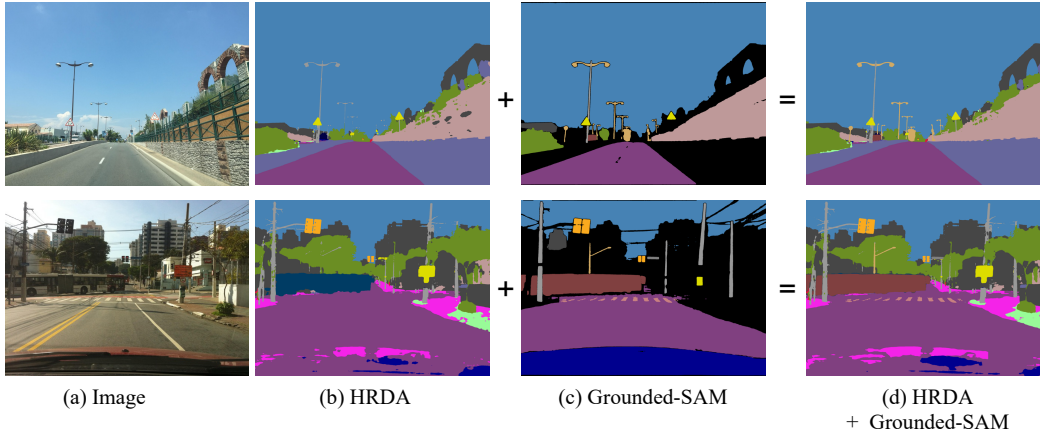 +
=
+
=
(a) Image
(b) HRDA
(c) Grounded-SAM
(d) HRDA
+ Grounded-SAM